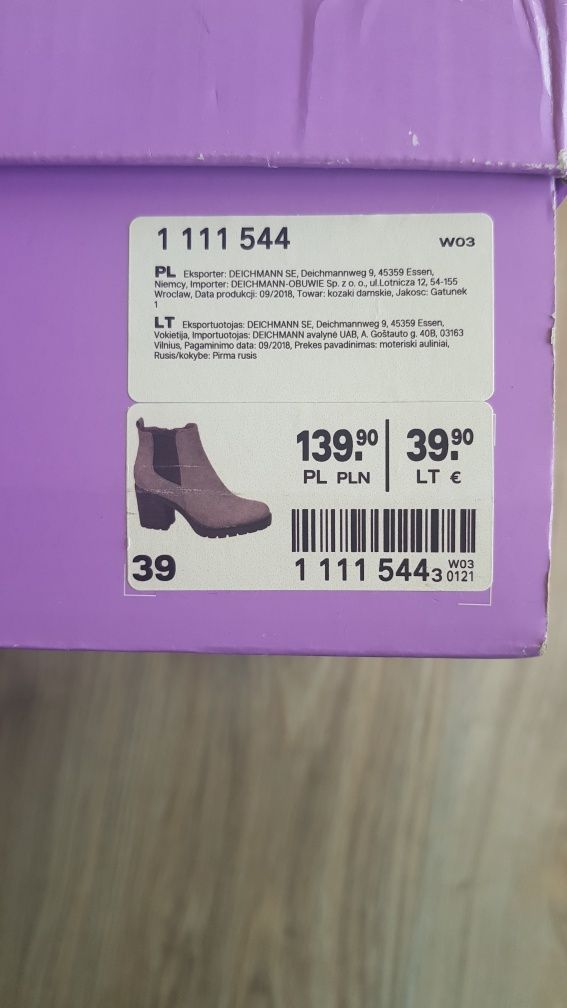 1 111 544
W03
PL Eksporter: DEICHMANN SE, Deichmannweg 9, 45359 Essen,
Niemcy, Importer: DEICHMANN-OBUWIE Sp. z o. o., ul.Lotnicza 12, 54-155
Wroclaw, Data produkcji: 09/2018, Towar: kozaki damskie, Jakosc: Gatunek
1
LT Eksportuotojas: DEICHMANN SE, Deichmannweg 9, 45359 Essen,
Vokietija, Importuotojas: DEICHMANN avalynė UAB, A. Goštauto g. 40B, 03163
Vilnius, Pagaminimo data: 09/2018, Prekes pavadinimas: moteriski auliniai,
Rusis/kokybe: Pirma rusis
139.90 39.90
PL PLN LT €
39
1 111 544 3 W03
0121